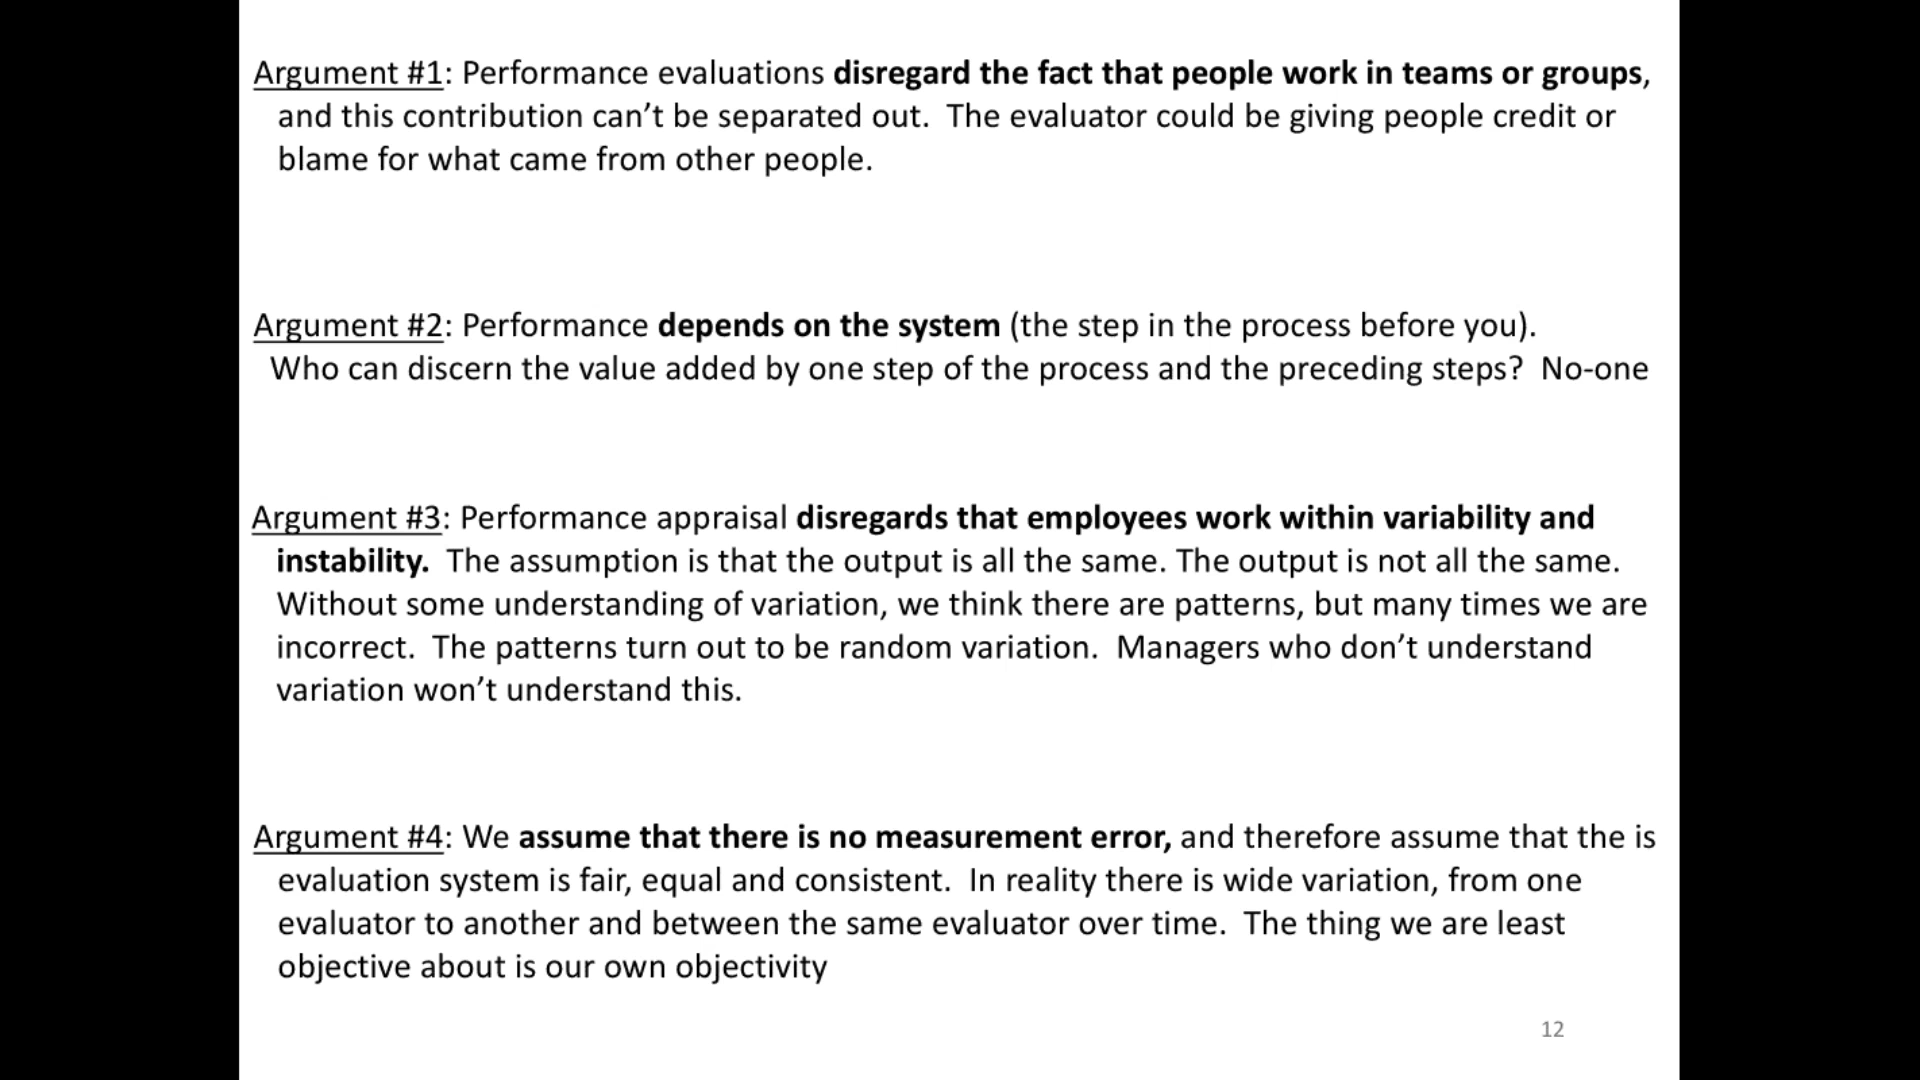 Argument #1: Performance evaluations disregard the fact that people work in teams or groups,
and this contribution can’t be separated out.  The evaluator could be giving people credit or
blame for what came from other people.
Argument #2: Performance depends on the system (the step in the process before you).
Who can discern the value added by one step of the process and the preceding steps?  No-one
Argument #3: Performance appraisal disregards that employees work within variability and
instability.  The assumption is that the output is all the same. The output is not all the same.
Without some understanding of variation, we think there are patterns, but many times we are
incorrect.  The patterns turn out to be random variation.  Managers who don’t understand
variation won’t understand this.
Argument #4: We assume that there is no measurement error, and therefore assume that the is
evaluation system is fair, equal and consistent.  In reality there is wide variation, from one
evaluator to another and between the same evaluator over time.  The thing we are least
objective about is our own objectivity
12